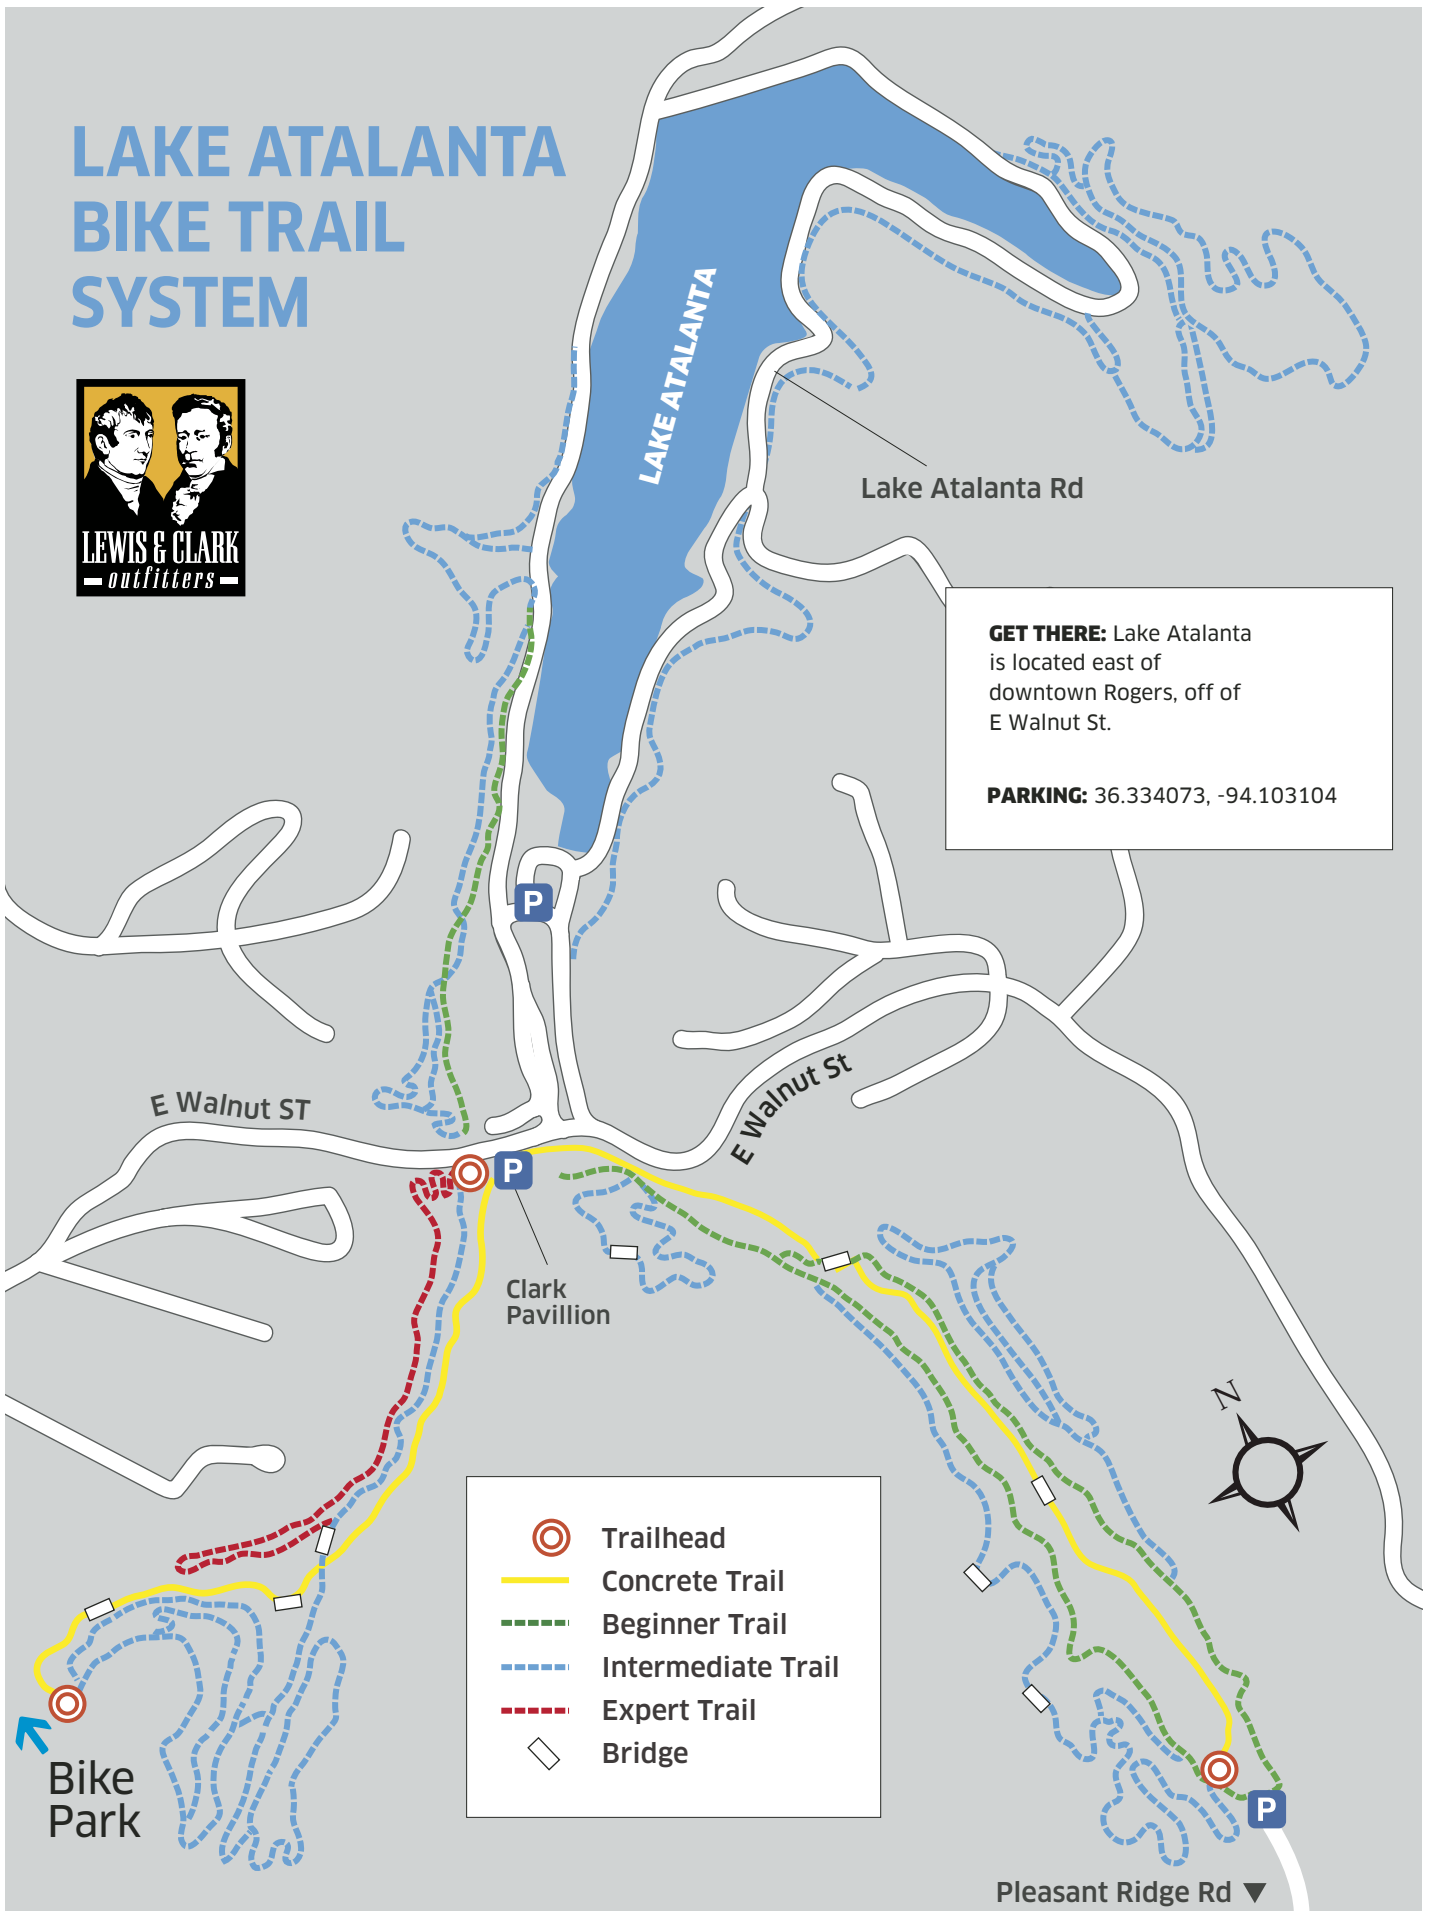 LAKE ATALANTA
BIKE TRAIL
SYSTEM
LEWIS & CLARK
outfitters
LAKE ATALANTA
Lake Atalanta Rd
GET THERE: Lake Atalanta
is located east of
downtown Rogers, off of
E Walnut St.
PARKING: 36.334073, -94.103104
P
E Walnut ST
E Walnut St
P
Clark
Pavillion
N
Trailhead
Concrete Trail
Beginner Trail
Intermediate Trail
Expert Trail
Bridge
Bike
Park
P
Pleasant Ridge Rd